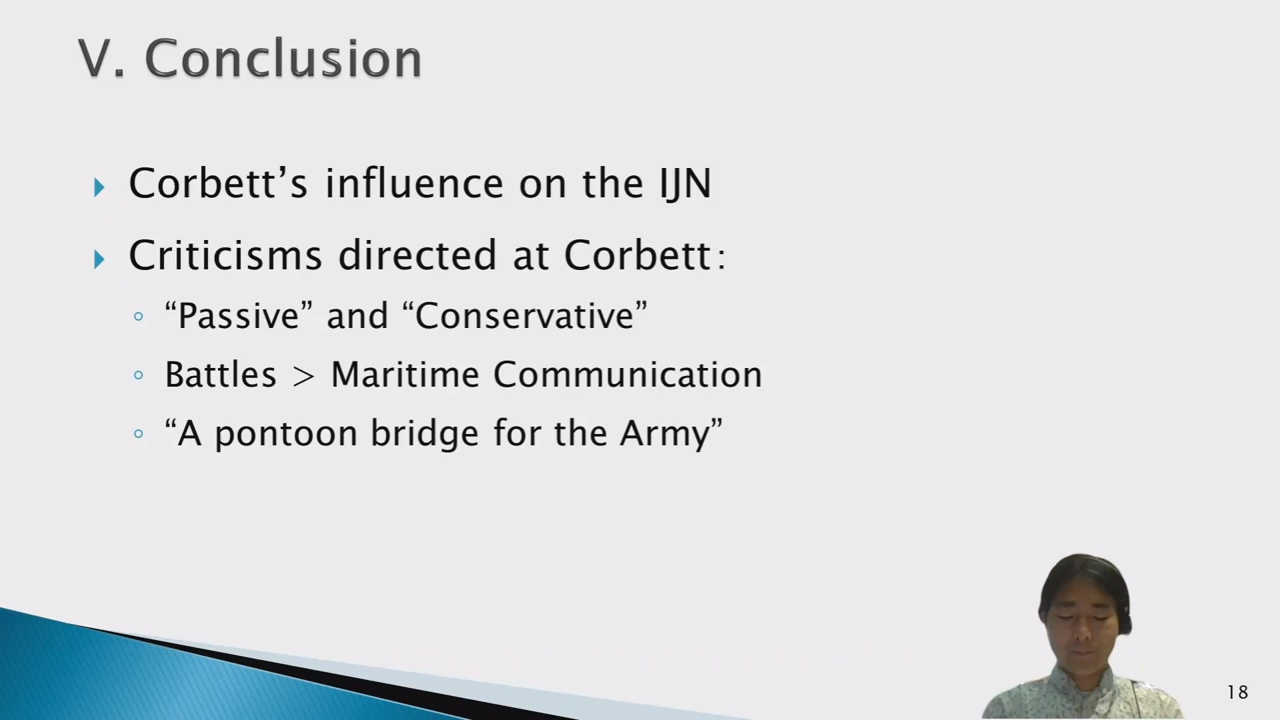 V. Conclusion
Corbett’s influence on the IJN
Criticisms directed at Corbett:
“Passive” and “Conservative”
Battles > Maritime Communication
“A pontoon bridge for the Army”
18